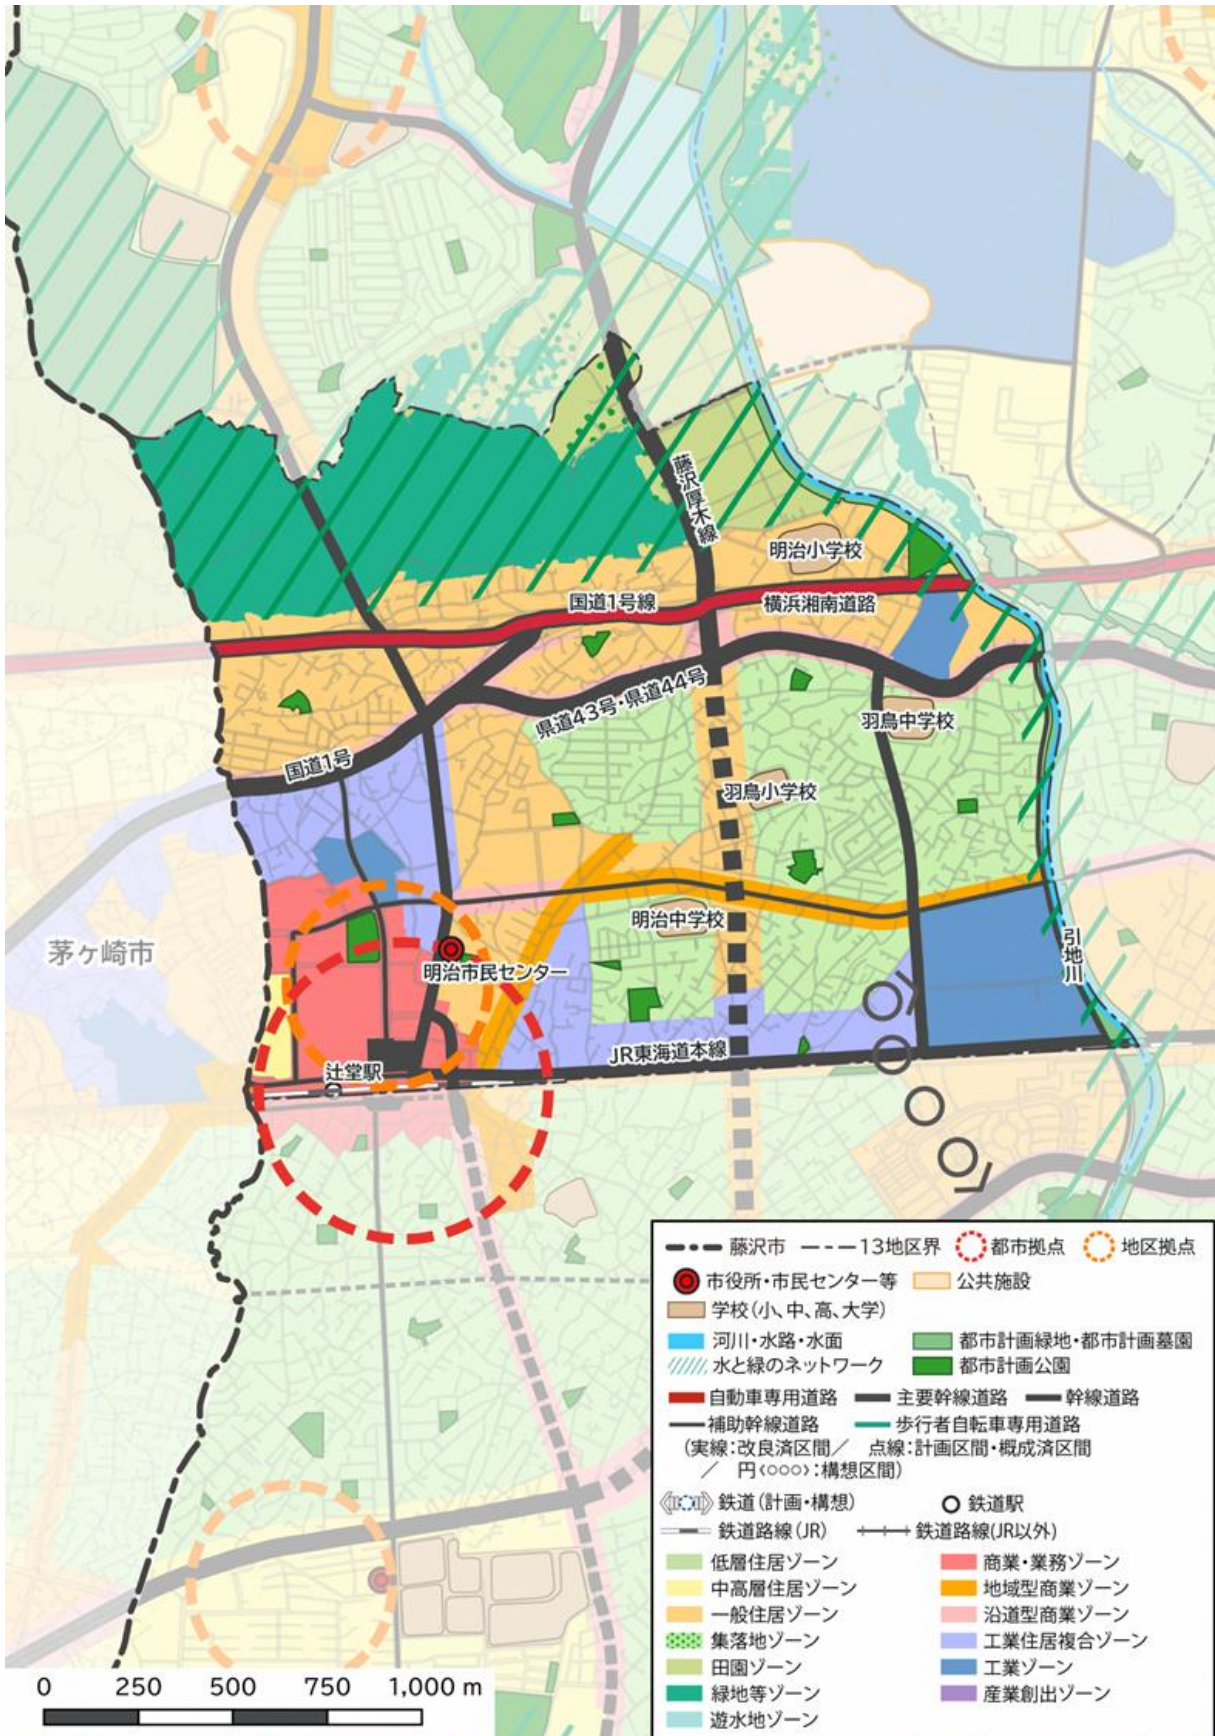 藤沢厚木線
明治小学校
国道1号線
横浜湘南道路
県道43号・県道44号
羽鳥中学校
国道1号
羽鳥小学校
明治中学校
茅ヶ崎市
引地川
明治市民センター
JR東海道本線
辻堂駅
藤沢市
13地区界
都市拠点
地区拠点
市役所・市民センター等
公共施設
学校(小、中、高、大学)
河川・水路・水面
都市計画緑地・都市計画墓園
水と緑のネットワーク
都市計画公園
自動車専用道路
主要幹線道路
幹線道路
補助幹線道路
歩行者自転車専用道路
(実線:改良済区間/ 点線:計画区間・概成済区間
/ 円〈○○○〉:構想区間)
鉄道(計画・構想)
鉄道駅
鉄道路線(JR)
鉄道路線(JR以外)
低層住居ゾーン
商業・業務ゾーン
中高層住居ゾーン
地域型商業ゾーン
一般住居ゾーン
沿道型商業ゾーン
集落地ゾーン
工業住居複合ゾーン
田園ゾーン
工業ゾーン
緑地等ゾーン
産業創出ゾーン
遊水地ゾーン
0 250 500 750 1,000 m